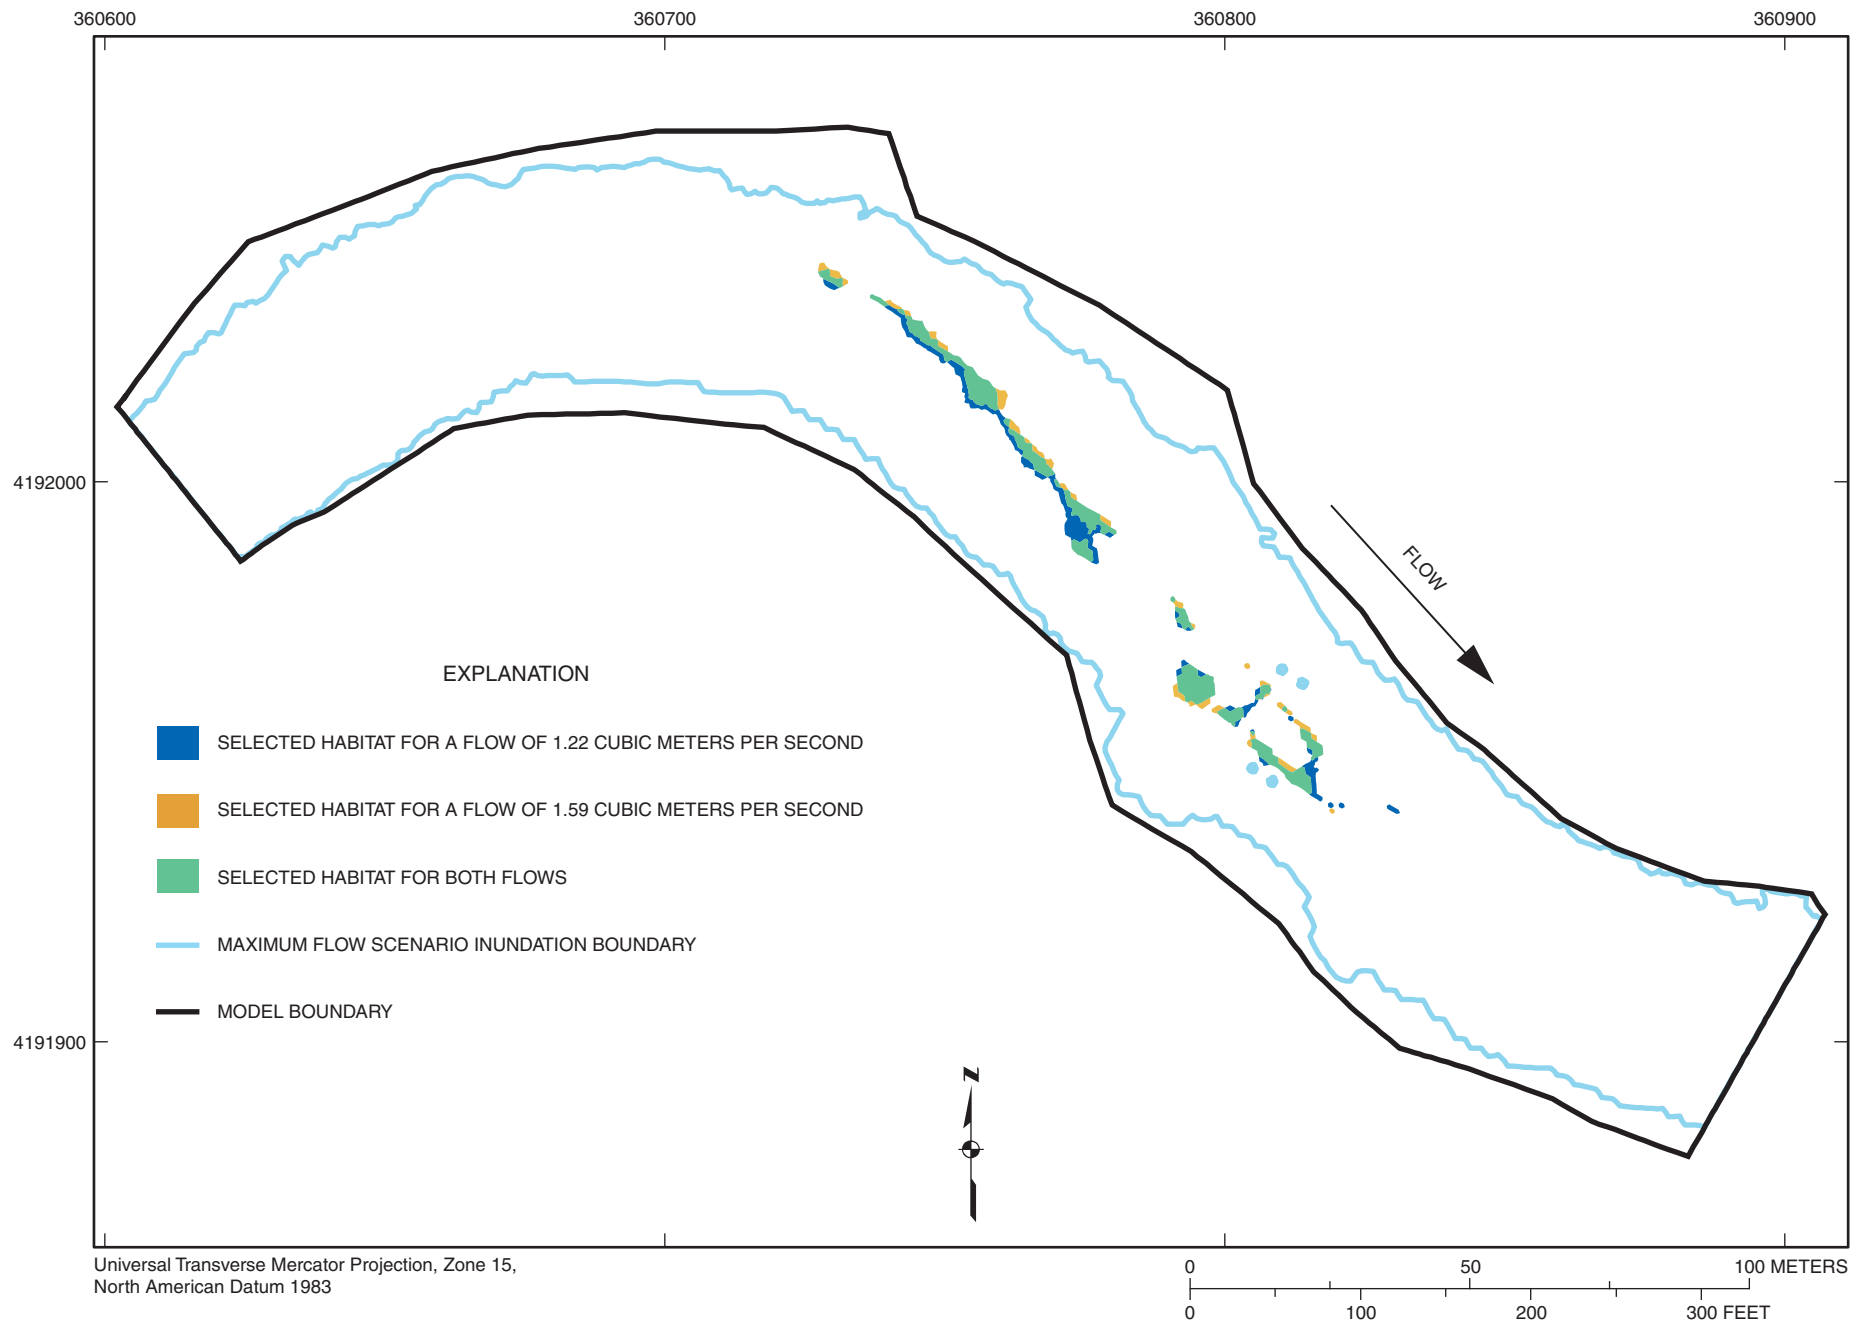 360600
360700
360800
360900
4192000
FLOW
EXPLANATION
SELECTED HABITAT FOR A FLOW OF 1.22 CUBIC METERS PER SECOND
SELECTED HABITAT FOR A FLOW OF 1.59 CUBIC METERS PER SECOND
SELECTED HABITAT FOR BOTH FLOWS
MAXIMUM FLOW SCENARIO INUNDATION BOUNDARY
MODEL BOUNDARY
4191900
N
Universal Transverse Mercator Projection, Zone 15,
North American Datum 1983
0 50 100 METERS
0 100 200 300 FEET